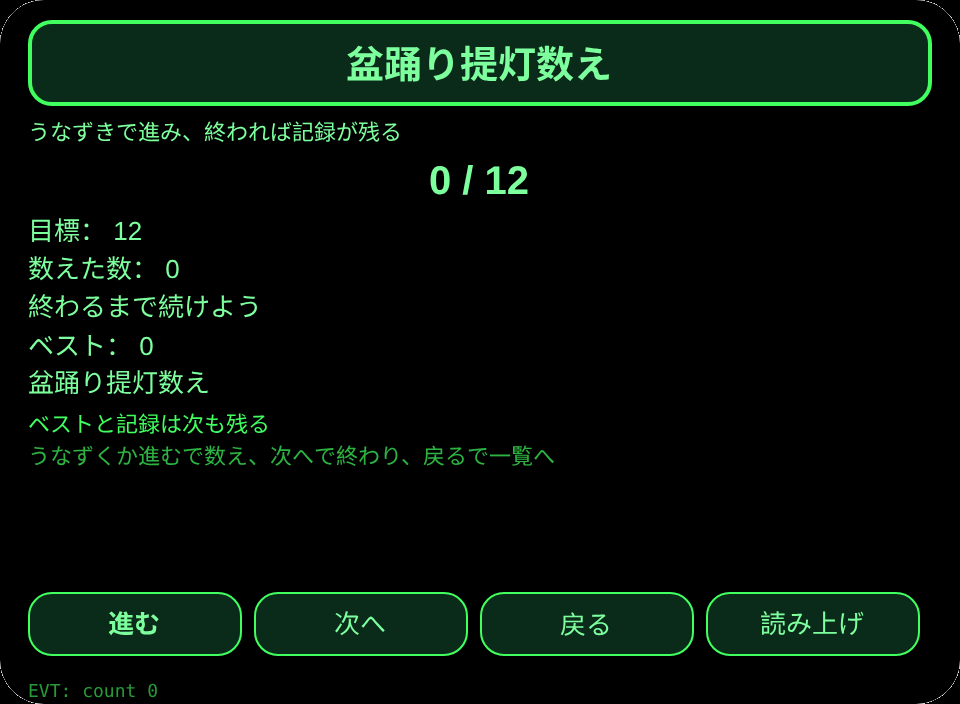 盆踊り提灯数え
うなずきで進み、終われば記録が残る
0 / 12
目標： 12
数えた数： 0
終わるまで続けよう
ベスト： 0
盆踊り提灯数え
ベストと記録は次も残る
うなずくか進むで数え、次へで終わり、戻るで一覧へ
進む
次へ
戻る
読み上げ
EVT: count 0